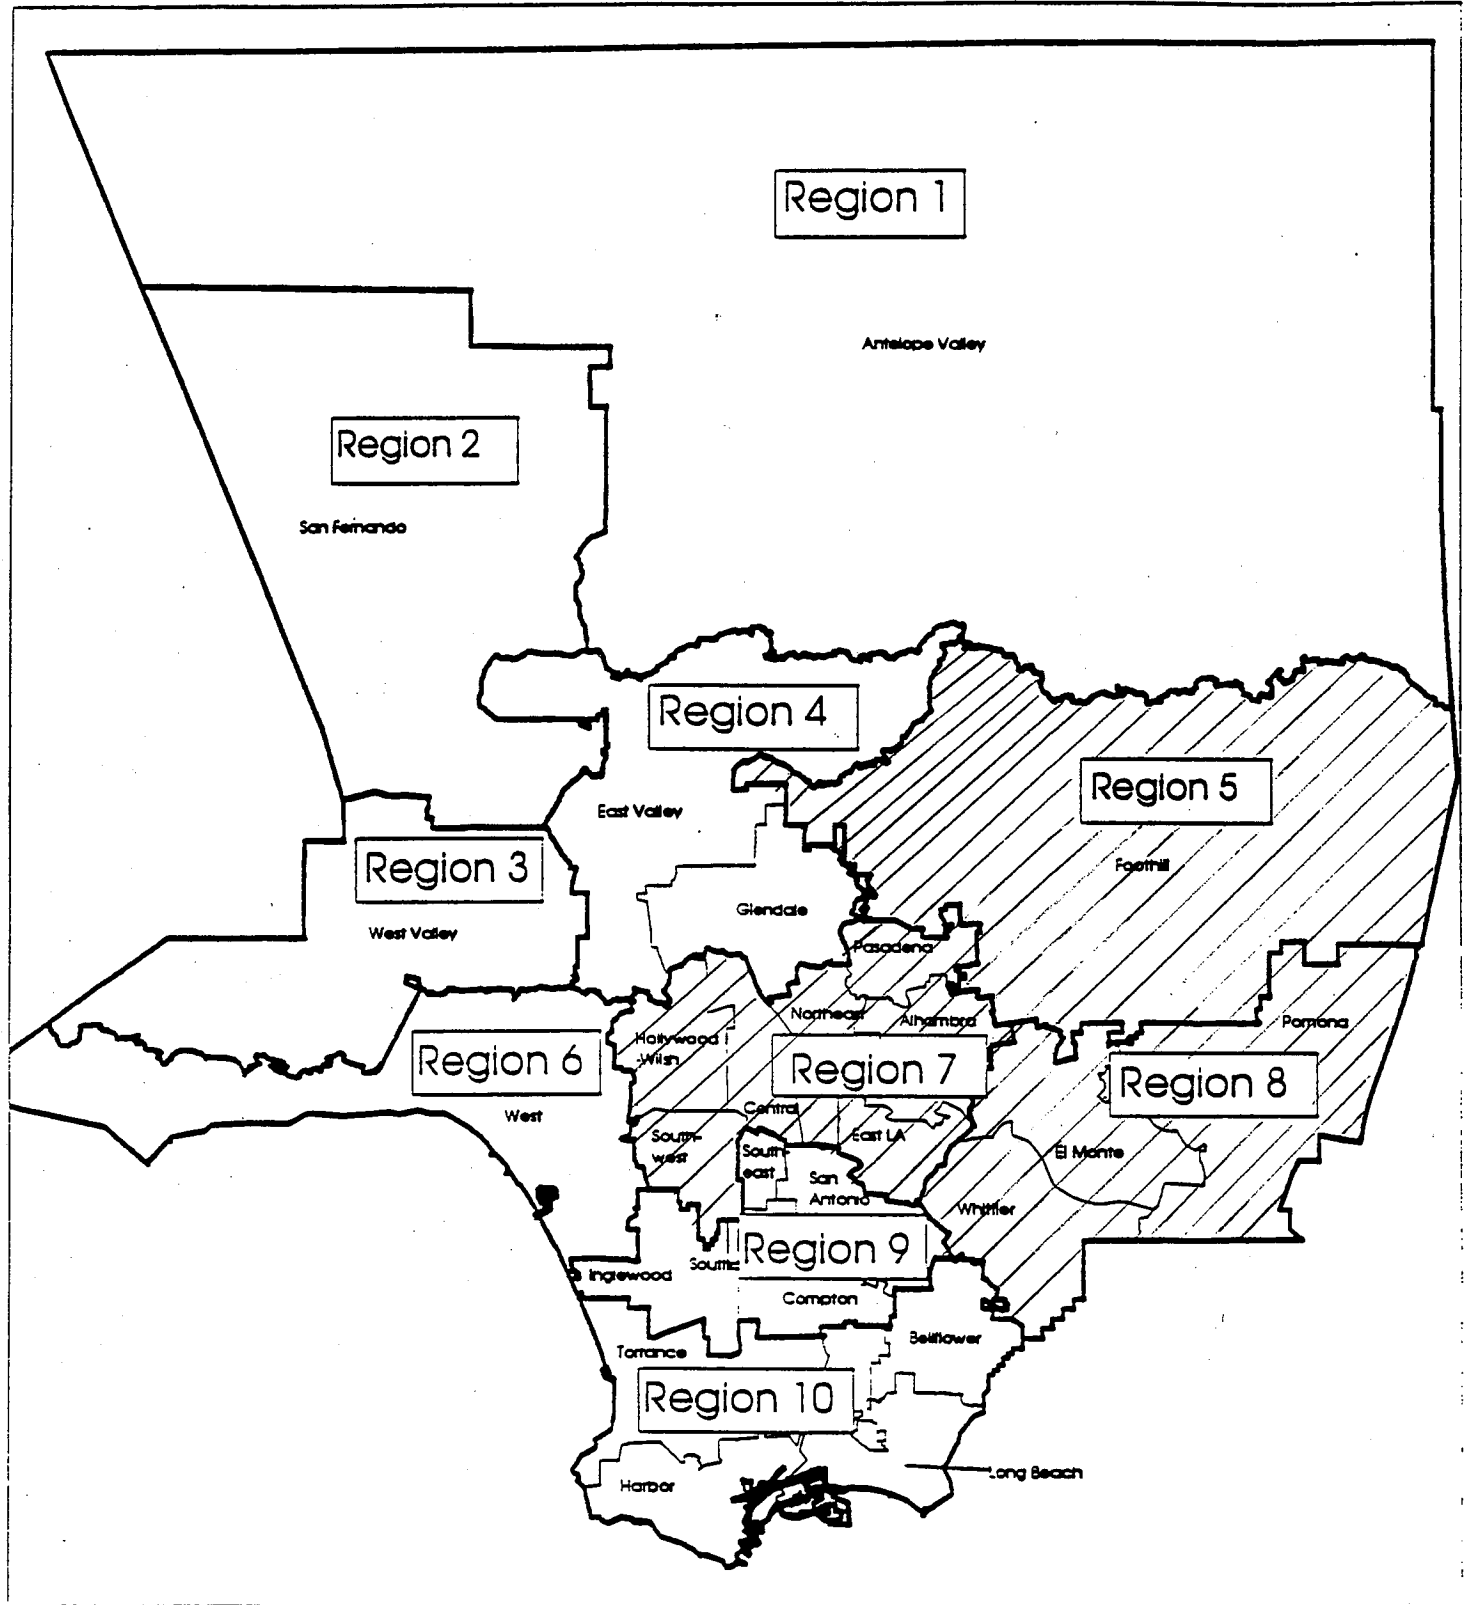 Region 1
Antelope Valley
Region 2
San Fernando
Region 4
East Valley
Region 5
Foothill
Region 3
West Valley
Glendale
Pasadena
Northeast
Alhambra
Pomona
Hollywood
-Wilsh
Region 6
West
Region 7
Region 8
Central
East LA
South-
west
South-
east
El Monte
San
Antonio
Whittier
Region 9
Inglewood
Compton
Bellflower
Torrance
Region 10
Harbor
Long Beach